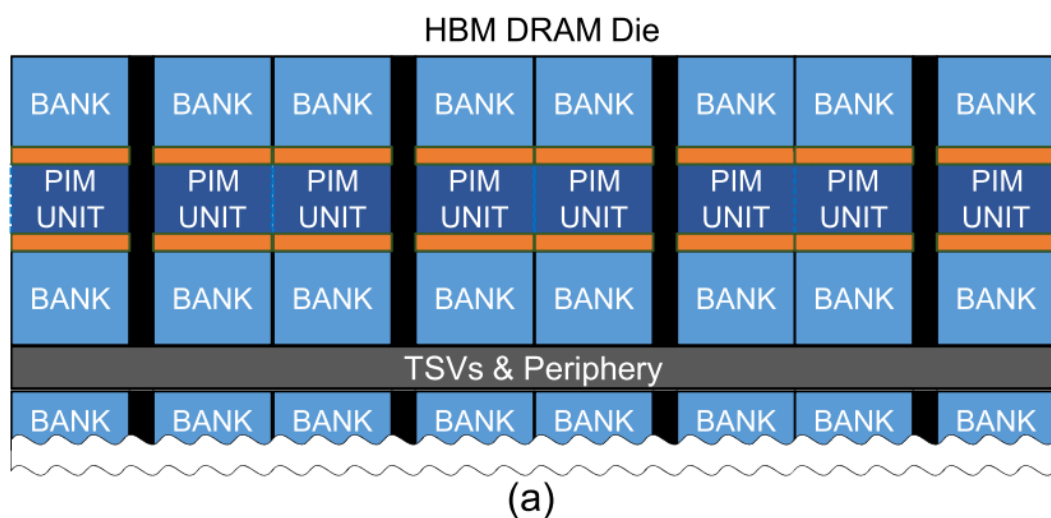 HBM DRAM Die
BANK BANK BANK BANK BANK BANK BANK BANK
PIM PIM PIM PIM PIM PIM PIM PIM
UNIT UNIT UNIT UNIT UNIT UNIT UNIT UNIT
BANK BANK BANK BANK BANK BANK BANK BANK
TSVs & Periphery
BANK BANK BANK BANK BANK BANK BANK BANK
(a)